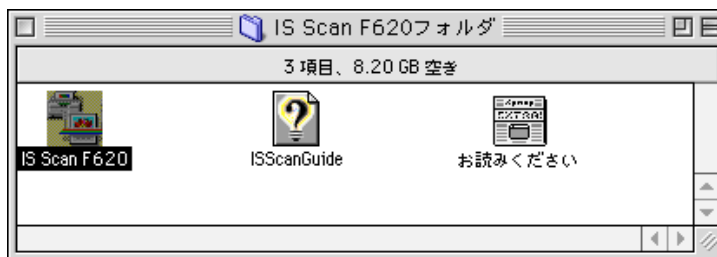 IS Scan F620フォルダ
3 項目、8.20 GB 空き
IS Scan F620
ISScanGuide
お読みください
EXTRA!